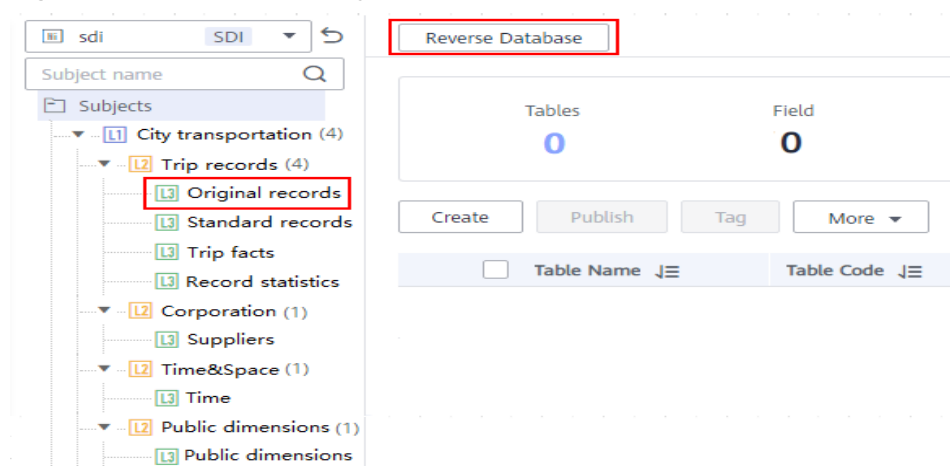 sdi SDI
Subject name
Subjects
L1 City transportation (4)
L2 Trip records (4)
L3 Original records
L3 Standard records
L3 Trip facts
L3 Record statistics
L2 Corporation (1)
L3 Suppliers
L2 Time&Space (1)
L3 Time
L2 Public dimensions (1)
L3 Public dimensions
Reverse Database
Tables Field
0 0
Create Publish Tag More
Table Name Table Code